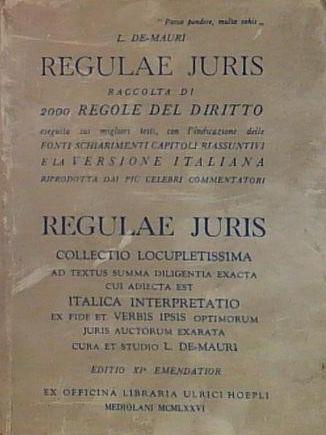 "Parvo pondere, multa vehis"
L. DE-MAURI
REGULAE JURIS
RACCOLTA DI
2000 REGOLE DEL DIRITTO
eseguita sui migliori testi, con l'indicazione delle
FONTI SCHIARIMENTI CAPITOLI RIASSUNTIVI
E LA VERSIONE ITALIANA
RIPRODOTTA DAI PIÙ CELEBRI COMMENTATORI
REGULAE JURIS
COLLECTIO LOCUPLETISSIMA
AD TEXTUS SUMMA DILIGENTIA EXACTA
CUI ADIECTA EST
ITALICA INTERPRETATIO
EX FIDE ET VERBIS IPSIS OPTIMORUM
JURIS AUCTORUM EXARATA
CURA ET STUDIO L. DE-MAURI
EDITIO XIª EMENDATIOR
EX OFFICINA LIBRARIA ULRICI HOEPLI
MEDIOLANI MCMLXXVI